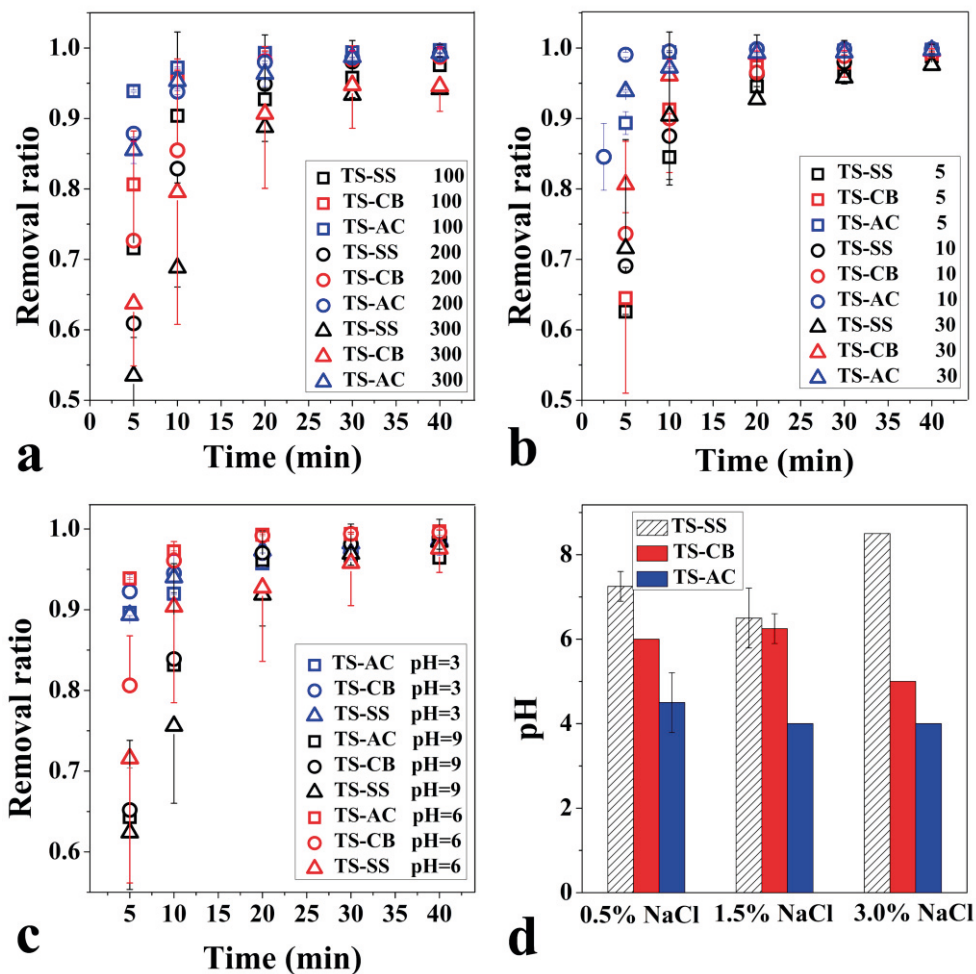 Removal ratio
1.0
0.9
0.8
0.7
0.6
0.5
TS-SS 100
TS-CB 100
TS-AC 100
TS-SS 200
TS-CB 200
TS-AC 200
TS-SS 300
TS-CB 300
TS-AC 300
0 5 10 15 20 25 30 35 40
Time (min)
a
Removal ratio
1.0
0.9
0.8
0.7
0.6
0.5
TS-SS 5
TS-CB 5
TS-AC 5
TS-SS 10
TS-CB 10
TS-AC 10
TS-SS 30
TS-CB 30
TS-AC 30
0 5 10 15 20 25 30 35 40
Time (min)
b
Removal ratio
1.0
0.9
0.8
0.7
0.6
TS-AC pH=3
TS-CB pH=3
TS-SS pH=3
TS-AC pH=9
TS-CB pH=9
TS-SS pH=9
TS-AC pH=6
TS-CB pH=6
TS-SS pH=6
5 10 20 30 40
Time (min)
c
pH
8
6
4
2
0
TS-SS
TS-CB
TS-AC
0.5% NaCl 1.5% NaCl 3.0% NaCl
d